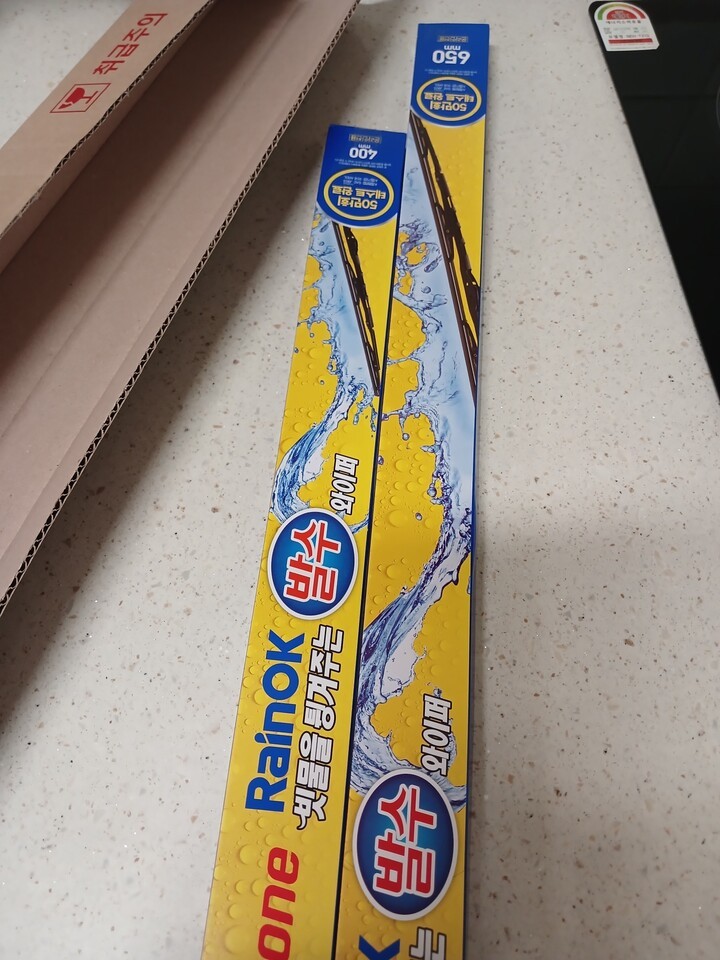 취급주의
650
mm
50만회
테스트 완료
400
mm
50만회
테스트 완료
발수
와이퍼
RainOK
빗물을 튕겨주는
one
발수
와이퍼
K
는